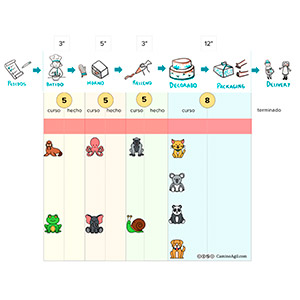 3" 5" 3" 12"
PEDIDOS BATIDO HORNO RELLENO DECORADO PACKAGING DELIVERY
5 5 5 8
curso hecho curso hecho curso hecho curso terminado
CaminoAgil.com